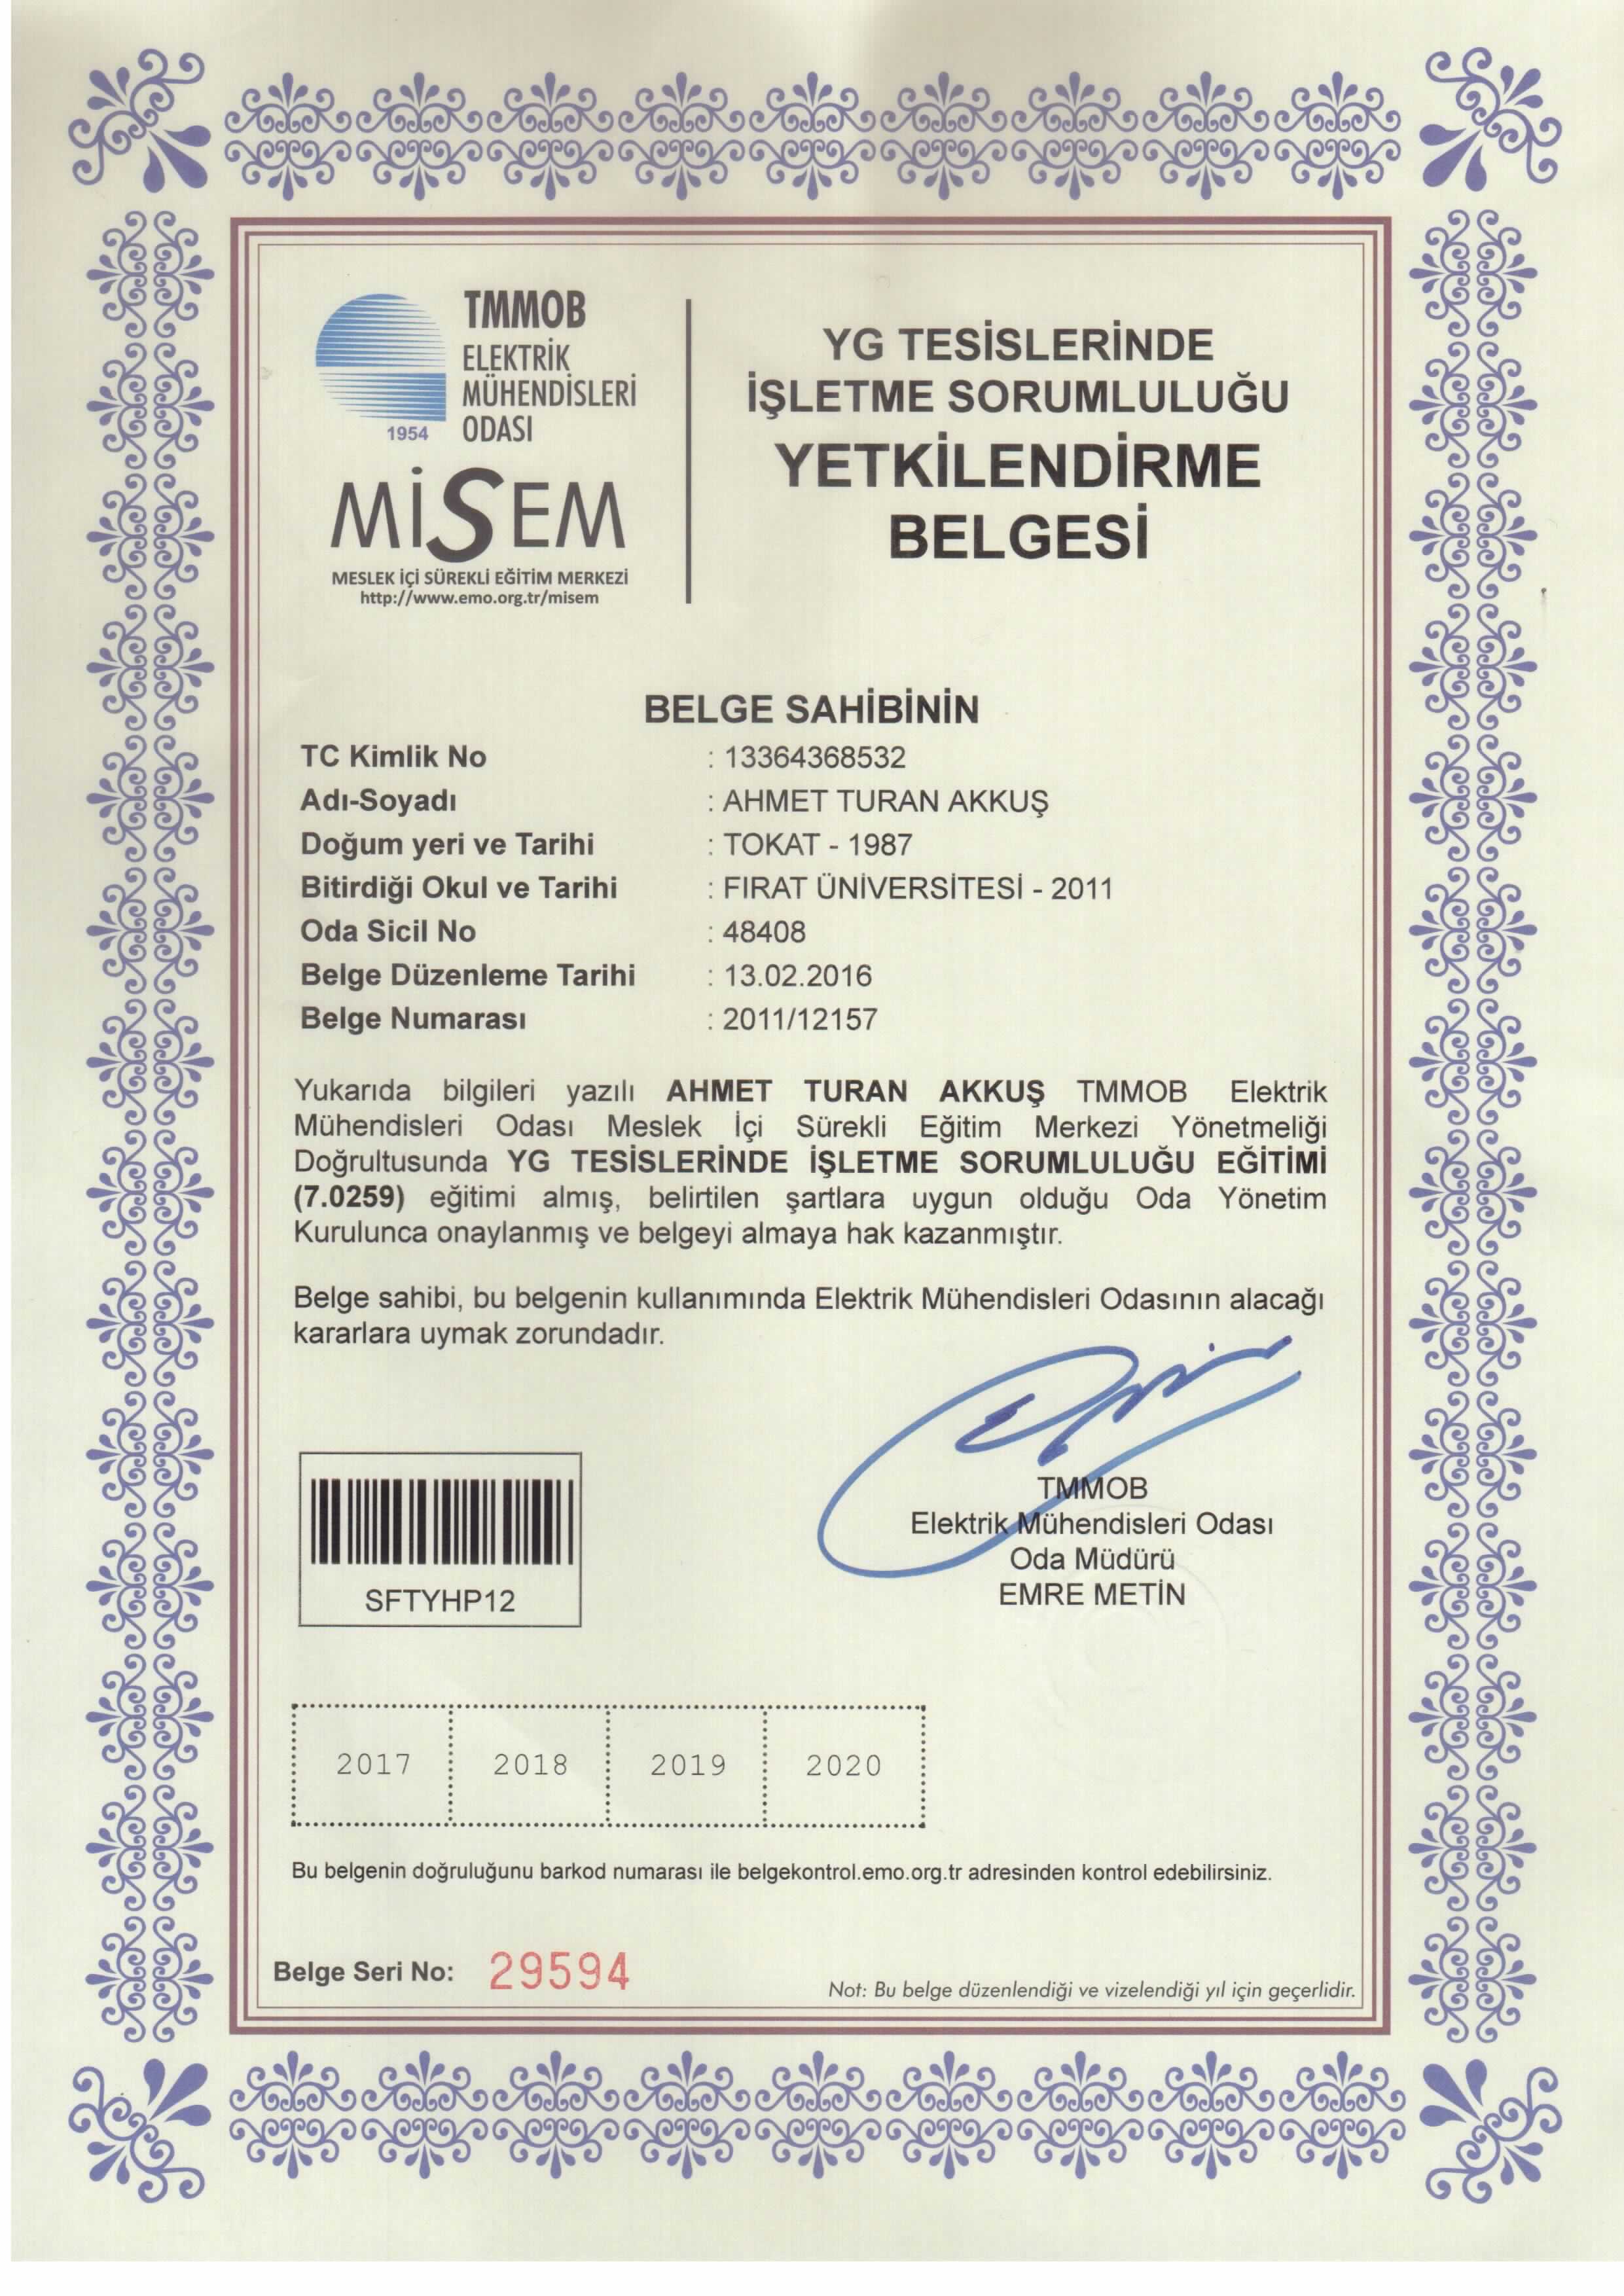 TMMOB
ELEKTRİK
MÜHENDİSLERİ
ODASI
1954
MİSEM
MESLEK İÇİ SÜREKLİ EĞİTİM MERKEZİ
http://www.emo.org.tr/misem
YG TESİSLERİNDE
İŞLETME SORUMLULUĞU
YETKİLENDİRME
BELGESİ
BELGE SAHİBİNİN
TC Kimlik No : 13364368532
Adı-Soyadı : AHMET TURAN AKKUŞ
Doğum yeri ve Tarihi : TOKAT - 1987
Bitirdiği Okul ve Tarihi : FIRAT ÜNİVERSİTESİ - 2011
Oda Sicil No : 48408
Belge Düzenleme Tarihi : 13.02.2016
Belge Numarası : 2011/12157
Yukarıda bilgileri yazılı AHMET TURAN AKKUŞ TMMOB Elektrik
Mühendisleri Odası Meslek İçi Sürekli Eğitim Merkezi Yönetmeliği
Doğrultusunda YG TESİSLERİNDE İŞLETME SORUMLULUĞU EĞİTİMİ
(7.0259) eğitimi almış, belirtilen şartlara uygun olduğu Oda Yönetim
Kurulunca onaylanmış ve belgeyi almaya hak kazanmıştır.
Belge sahibi, bu belgenin kullanımında Elektrik Mühendisleri Odasının alacağı
kararlara uymak zorundadır.
SFTYHP12
TMMOB
Elektrik Mühendisleri Odası
Oda Müdürü
EMRE METİN
2017 2018 2019 2020
Bu belgenin doğruluğunu barkod numarası ile belgekontrol.emo.org.tr adresinden kontrol edebilirsiniz.
Belge Seri No: 29594
Not: Bu belge düzenlendiği ve vizelendiği yıl için geçerlidir.